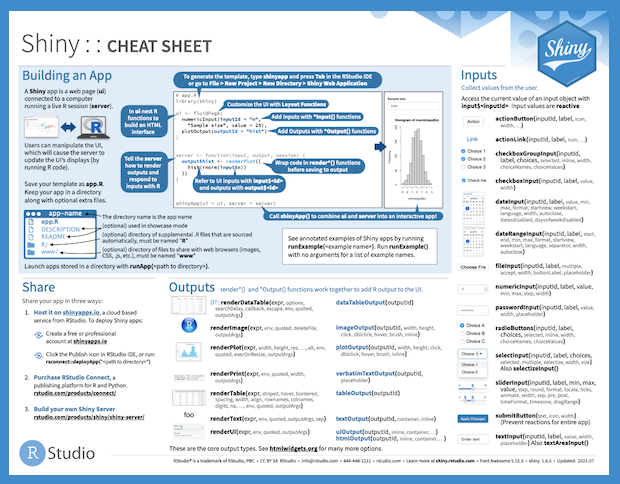 Shiny : : CHEAT SHEET
Shiny
Building an App
A Shiny app is a web page (ui)
connected to a computer
running a live R session (server).
Users can manipulate the UI,
which will cause the server to
update the UI's displays (by
running R code).
Save your template as app.R.
Keep your app in a directory
along with optional extra files.
app-name
app.R
DESCRIPTION
README
R/
www/
The directory name is the app name
(optional) used in showcase mode
(optional) directory of supplemental .R files that are sourced
automatically, must be named "R"
(optional) directory of files to share with web browsers (images,
CSS, .js, etc.), must be named "www"
Launch apps stored in a directory with runApp(<path to directory>).
To generate the template, type shinyapp and press Tab in the RStudio IDE
or go to File > New Project > New Directory > Shiny Web Application
# app.R
library(shiny)
In ui nest R
functions to
build an HTML
interface
Customize the UI with Layout Functions
ui <- fluidPage(
numericInput(inputId = "n",
"Sample size", value = 25),
plotOutput(outputId = "hist")
)
Add Inputs with *Input() functions
Add Outputs with *Output() functions
Tell the server
how to render
outputs and
respond to
inputs with R
server <- function(input, output, session) {
output$hist <- renderPlot({
hist(rnorm(input$n))
})
}
Wrap code in render*() functions
before saving to output
Refer to UI inputs with input$<id>
and outputs with output$<id>
shinyApp(ui = ui, server = server)
Call shinyApp() to combine ui and server into an interactive app!
Sample size
Histogram of rnorm(input$n)
See annotated examples of Shiny apps by running
runExample(<example name>). Run runExample()
with no arguments for a list of example names.
Inputs
Collect values from the user.
Access the current value of an input object with
input$<inputId>. Input values are reactive
Action
actionButton(inputId, label, icon,
width, …)
Link
actionLink(inputId, label, icon, …)
Choice 1
Choice 2
Choice 3
checkboxGroupInput(inputId,
label, choices, selected, inline, width,
choiceNames, choiceValues)
Check me
checkboxInput(inputId, label, value,
width)
dateInput(inputId, label, value, min,
max, format, startview, weekstart,
language, width, autoclose,
datesdisabled, daysofweekdisabled)
dateRangeInput(inputId, label, start,
end, min, max, format, startview,
weekstart, language, separator, width,
autoclose)
Choose File
fileInput(inputId, label, multiple,
accept, width, buttonLabel, placeholder)
numericInput(inputId, label, value,
min, max, step, width)
passwordInput(inputId, label, value,
width, placeholder)
Choice A
Choice B
Choice C
radioButtons(inputId, label,
choices, selected, inline, width,
choiceNames, choiceValues)
Choice 1
Choice 1
Choice 2
selectInput(inputId, label, choices,
selected, multiple, selectize, width, size)
Also selectizeInput()
sliderInput(inputId, label, min, max,
value, step, round, format, locale, ticks,
animate, width, sep, pre, post,
timeFormat, timezone, dragRange)
Apply Changes
submitButton(text, icon, width)
(Prevent reactions for entire app)
Enter text
textInput(inputId, label, value, width,
placeholder) Also textAreaInput()
Share
Share your app in three ways:
1. Host it on shinyapps.io, a cloud based
service from RStudio. To deploy Shiny apps:
Create a free or professional
account at shinyapps.io
Click the Publish icon in RStudio IDE, or run:
rsconnect::deployApp("<path to directory>")
2. Purchase RStudio Connect, a
publishing platform for R and Python.
rstudio.com/products/connect/
3. Build your own Shiny Server
rstudio.com/products/shiny/shiny-server/
Outputs
render*() and *Output() functions work together to add R output to the UI.
DT::renderDataTable(expr, options,
searchDelay, callback, escape, env, quoted,
outputArgs)
dataTableOutput(outputId)
renderImage(expr, env, quoted, deleteFile,
outputArgs)
imageOutput(outputId, width, height,
click, dblclick, hover, brush, inline)
renderPlot(expr, width, height, res, …, alt, env,
quoted, execOnResize, outputArgs)
plotOutput(outputId, width, height, click,
dblclick, hover, brush, inline)
renderPrint(expr, env, quoted, width,
outputArgs)
verbatimTextOutput(outputId,
placeholder)
renderTable(expr, striped, hover, bordered,
spacing, width, align, rownames, colnames,
digits, na, …, env, quoted, outputArgs)
tableOutput(outputId)
foo
renderText(expr, env, quoted, outputArgs, sep)
textOutput(outputId, container, inline)
renderUI(expr, env, quoted, outputArgs)
uiOutput(outputId, inline, container, …)
htmlOutput(outputId, inline, container, …)
These are the core output types. See htmlwidgets.org for many more options.
R Studio
RStudio® is a trademark of RStudio, PBC • CC BY SA RStudio • info@rstudio.com • 844-448-1212 • rstudio.com • Learn more at shiny.rstudio.com • Font Awesome 5.15.3 • shiny 1.6.0 • Updated: 2021-07